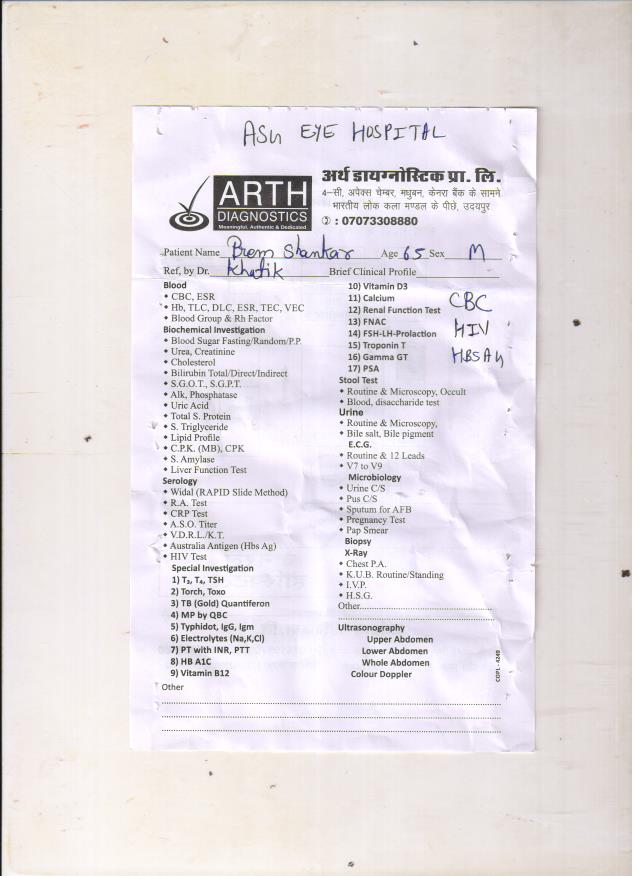 ASG EYE HOSPITAL
ARTH
DIAGNOSTICS
Meaningful, Authentic & Dedicated
अर्थ डायग्नोस्टिक प्रा. लि.
4–सी, अपेक्स चेम्बर, मधुबन, केनरा बैंक के सामने
भारतीय लोक कला मण्डल के पीछे, उदयपुर
: 07073308880
Patient Name Prem Shankar Age 65 Sex M
Ref, by Dr. Khatik Brief Clinical Profile
Blood
• CBC, ESR
• Hb, TLC, DLC, ESR, TEC, VEC
• Blood Group & Rh Factor
Biochemical Investigation
• Blood Sugar Fasting/Random/P.P.
• Urea, Creatinine
• Cholesterol
• Bilirubin Total/Direct/Indirect
• S.G.O.T., S.G.P.T.
• Alk, Phosphatase
• Uric Acid
• Total S. Protein
• S. Triglyceride
• Lipid Profile
• C.P.K. (MB), CPK
• S. Amylase
• Liver Function Test
Serology
• Widal (RAPID Slide Method)
• R.A. Test
• CRP Test
• A.S.O. Titer
• V.D.R.L./K.T.
• Australia Antigen (Hbs Ag)
• HIV Test
Special Investigation
1) T₃, T₄, TSH
2) Torch, Toxo
3) TB (Gold) Quantiferon
4) MP by QBC
5) Typhidot, IgG, Igm
6) Electrolytes (Na,K,Cl)
7) PT with INR, PTT
8) HB A1C
9) Vitamin B12
10) Vitamin D3
11) Calcium
12) Renal Function Test
13) FNAC
14) FSH-LH-Prolaction
15) Troponin T
16) Gamma GT
17) PSA
CBC
HIV
HBSAg
Stool Test
• Routine & Microscopy, Occult
• Blood, disaccharide test
Urine
• Routine & Microscopy,
• Bile salt, Bile pigment
E.C.G.
• Routine & 12 Leads
• V7 to V9
Microbiology
• Urine C/S
• Pus C/S
• Sputum for AFB
• Pregnancy Test
• Pap Smear
Biopsy
X-Ray
• Chest P.A.
• K.U.B. Routine/Standing
• I.V.P.
• H.S.G.
Other
Ultrasonography
Upper Abdomen
Lower Abdomen
Whole Abdomen
Colour Doppler
CDPL - 4249
Other